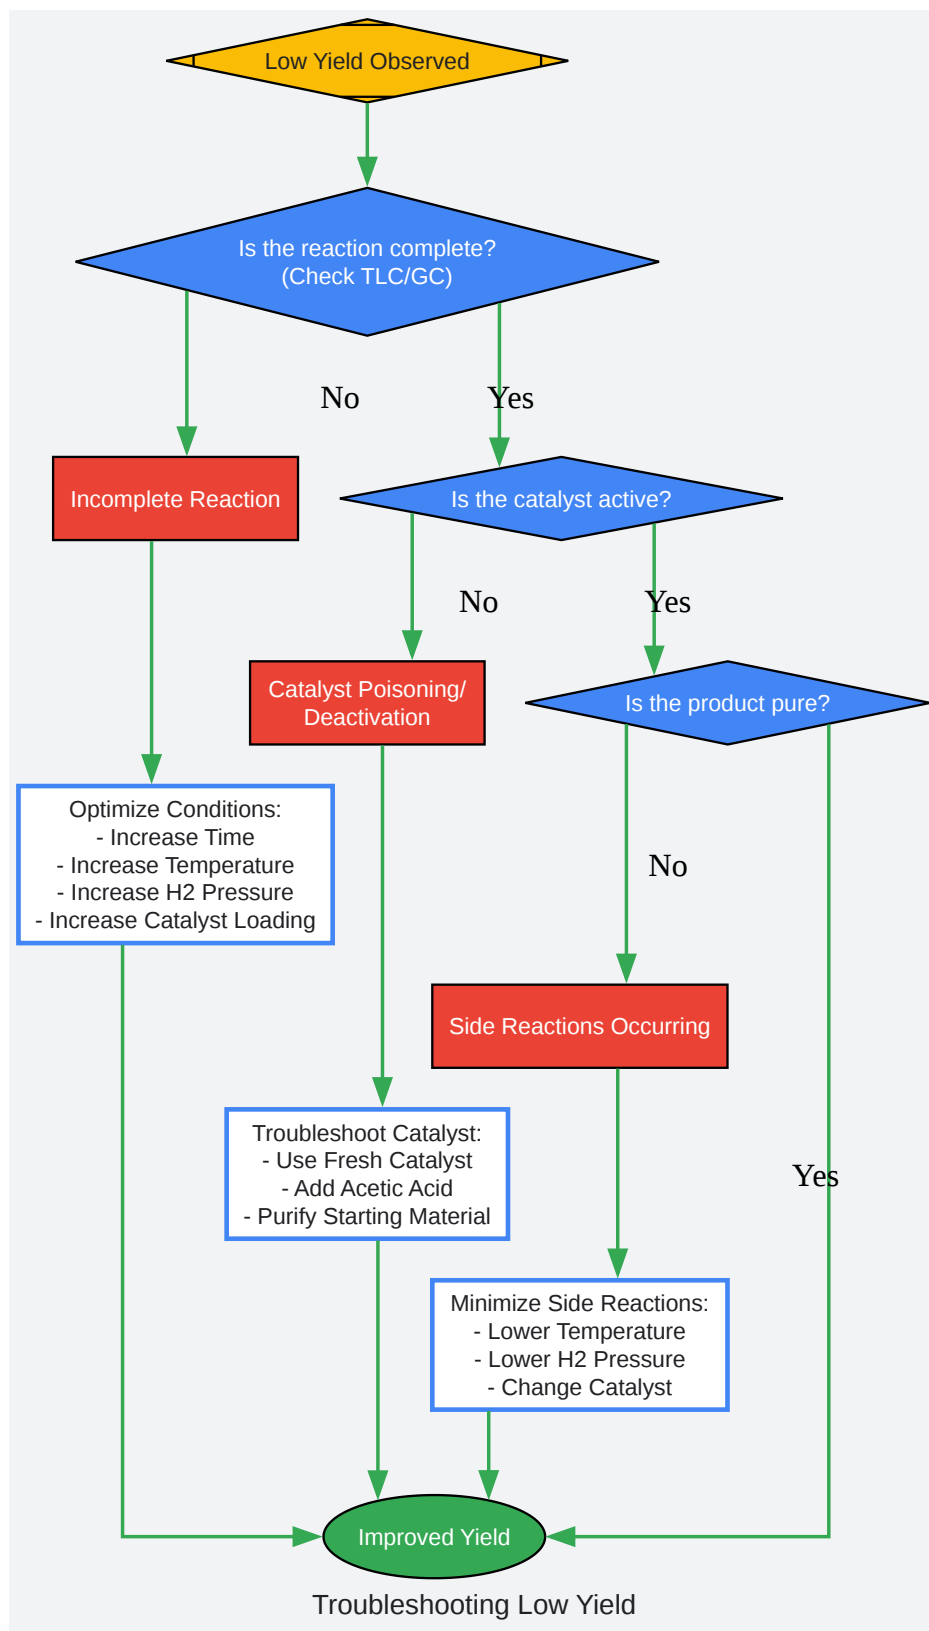 Low Yield Observed
Is the reaction complete?
(Check TLC/GC)
No
Yes
Incomplete Reaction
Is the catalyst active?
No
Yes
Catalyst Poisoning/
Deactivation
Is the product pure?
Optimize Conditions:
- Increase Time
- Increase Temperature
- Increase H2 Pressure
- Increase Catalyst Loading
No
Side Reactions Occurring
Troubleshoot Catalyst:
- Use Fresh Catalyst
- Add Acetic Acid
- Purify Starting Material
Yes
Minimize Side Reactions:
- Lower Temperature
- Lower H2 Pressure
- Change Catalyst
Improved Yield
Troubleshooting Low Yield